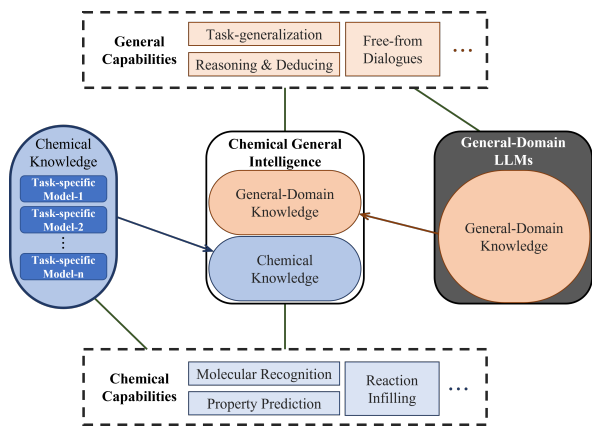 General
Capabilities
Task-generalization
Reasoning & Deducing
Free-from
Dialogues
...
Chemical
Knowledge
Task-specific
Model-1
Task-specific
Model-2
...
Task-specific
Model-n
Chemical General
Intelligence
General-Domain
Knowledge
Chemical
Knowledge
General-Domain
LLMs
General-Domain
Knowledge
Chemical
Capabilities
Molecular Recognition
Property Prediction
Reaction
Infilling
...